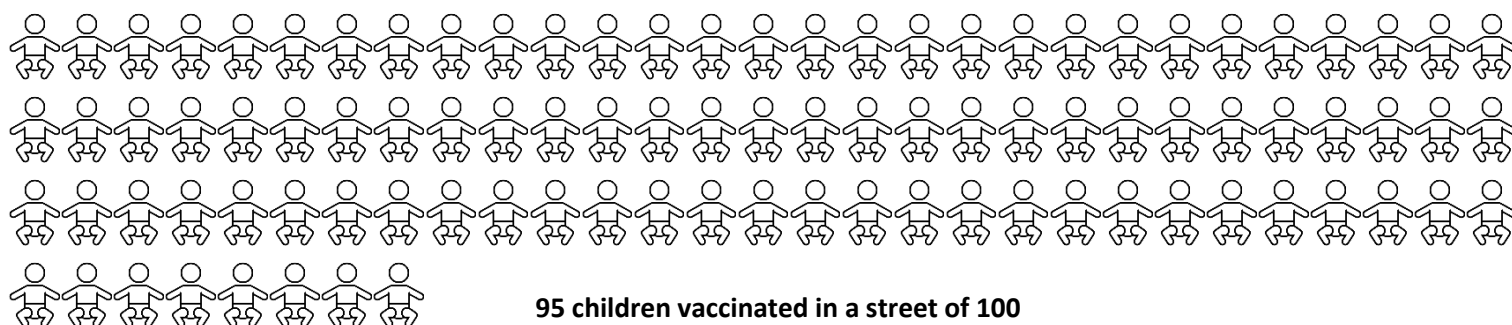 95 children vaccinated in a street of 100